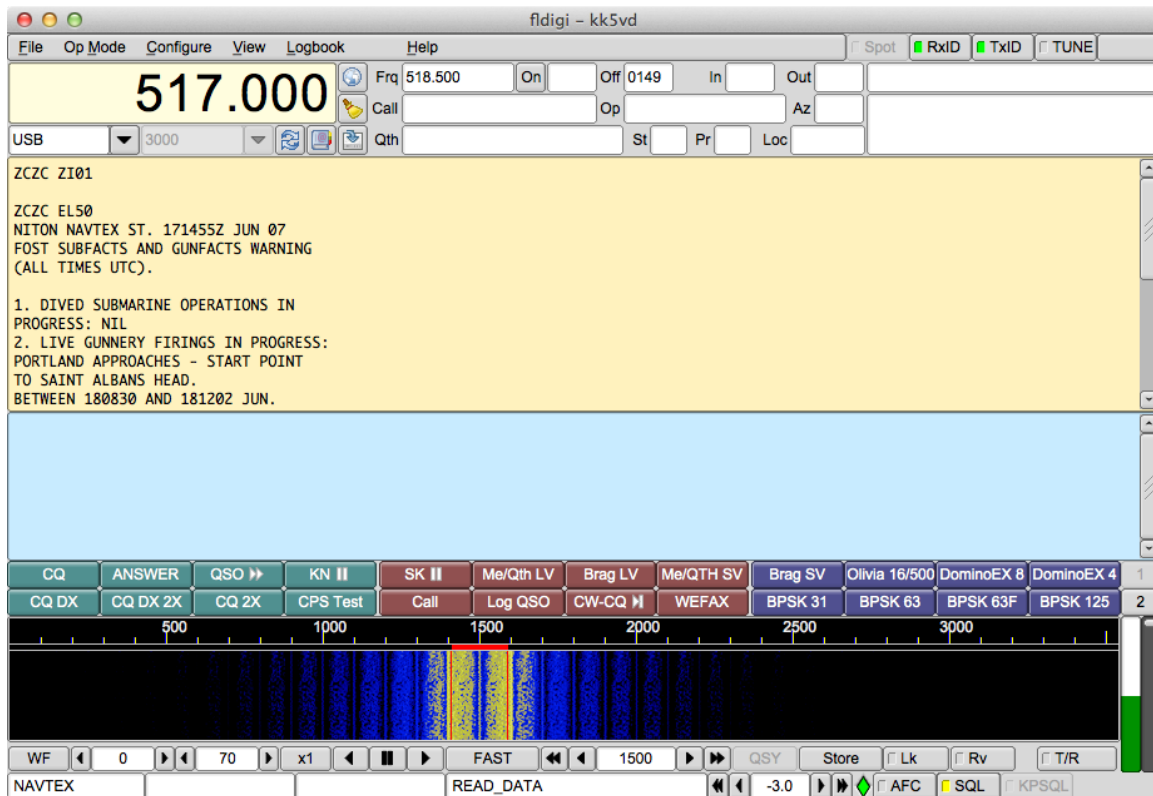 fldigi - kk5vd
File Op Mode Configure View Logbook Help Spot RxID TxID TUNE
517.000 Frq 518.500 On Off 0149 In Out
Call Op Az
USB 3000 Qth St Pr Loc
ZCZC ZI01
ZCZC EL50
NITON NAVTEX ST. 171455Z JUN 07
FOST SUBFACTS AND GUNFACTS WARNING
(ALL TIMES UTC).
1. DIVED SUBMARINE OPERATIONS IN
PROGRESS: NIL
2. LIVE GUNNERY FIRINGS IN PROGRESS:
PORTLAND APPROACHES - START POINT
TO SAINT ALBANS HEAD.
BETWEEN 180830 AND 181202 JUN.
CQ ANSWER QSO KN SK Me/Qth LV Brag LV Me/QTH SV Brag SV Olivia 16/500 DominoEX 8 DominoEX 4 1
CQ DX CQ DX 2X CQ 2X CPS Test Call Log QSO CW-CQ WEFAX BPSK 31 BPSK 63 BPSK 63F BPSK 125 2
500 1000 1500 2000 2500 3000
WF 0 70 x1 FAST 1500 QSY Store Lk Rv T/R
NAVTEX READ_DATA -3.0 AFC SQL KPSQL